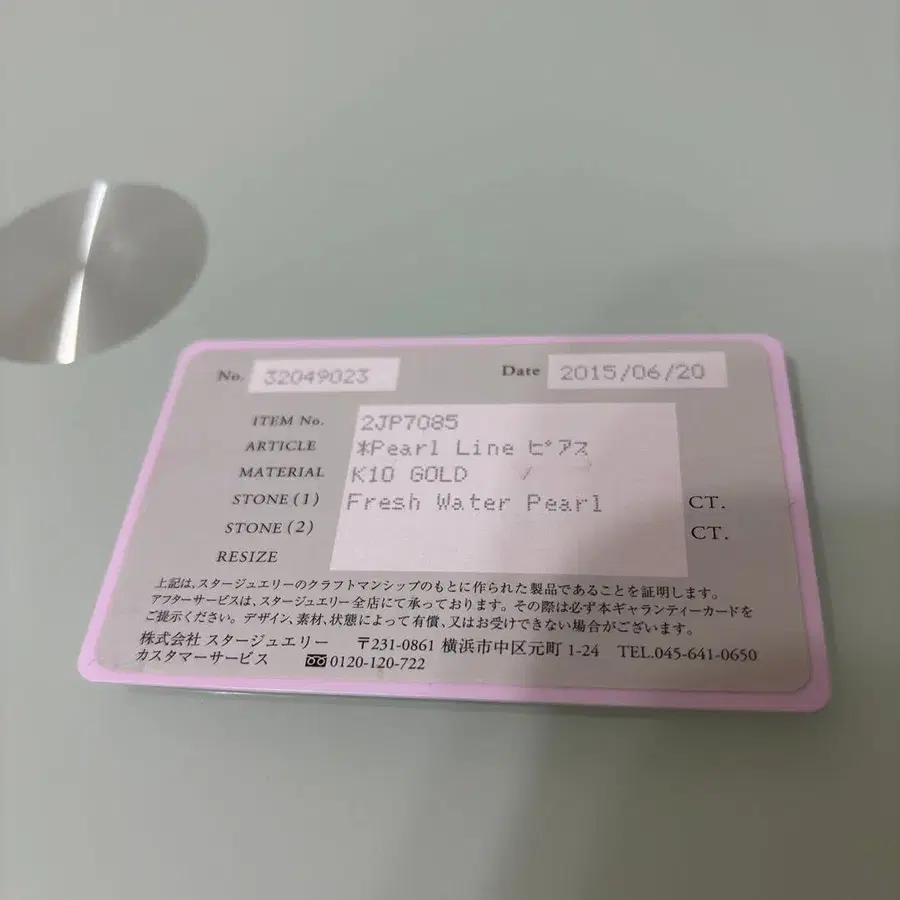 No. 32049023 Date 2015/06/20
ITEM No. 2JP7085
ARTICLE *Pearl Line ピアス
MATERIAL K10 GOLD
STONE(1) Fresh Water Pearl CT.
STONE(2) CT.
RESIZE
上記は、スタージュエリーのクラフトマンシップのもとに作られた製品であることを証明します。
アフターサービスは、スタージュエリー全店にて承っております。その際は必ず本ギャランティーカードを
ご提示ください。デザイン、素材、状態によって有償、又はお受けできない場合がございます。
株式会社 スタージュエリー 〒231-0861 横浜市中区元町 1-24 TEL.045-641-0650
カスタマーサービス 0120-120-722